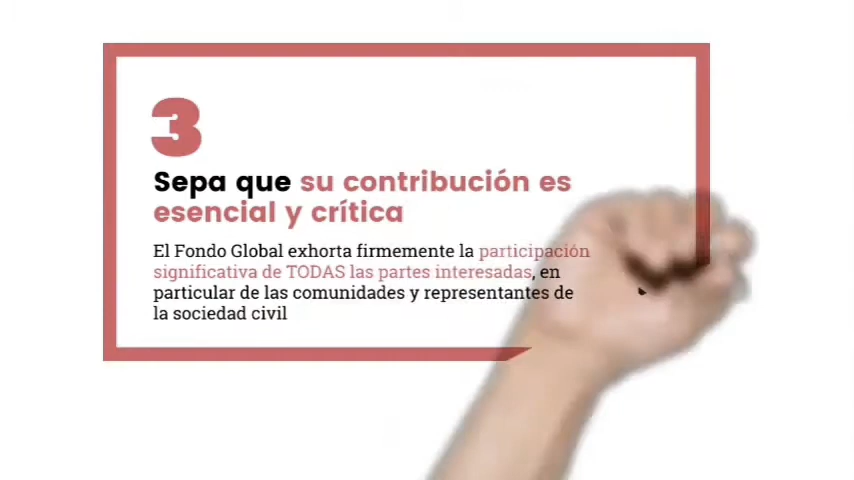 3
Sepa que su contribución es
esencial y crítica
El Fondo Global exhorta firmemente la participación
significativa de TODAS las partes interesadas, en
particular de las comunidades y representantes de
la sociedad civil